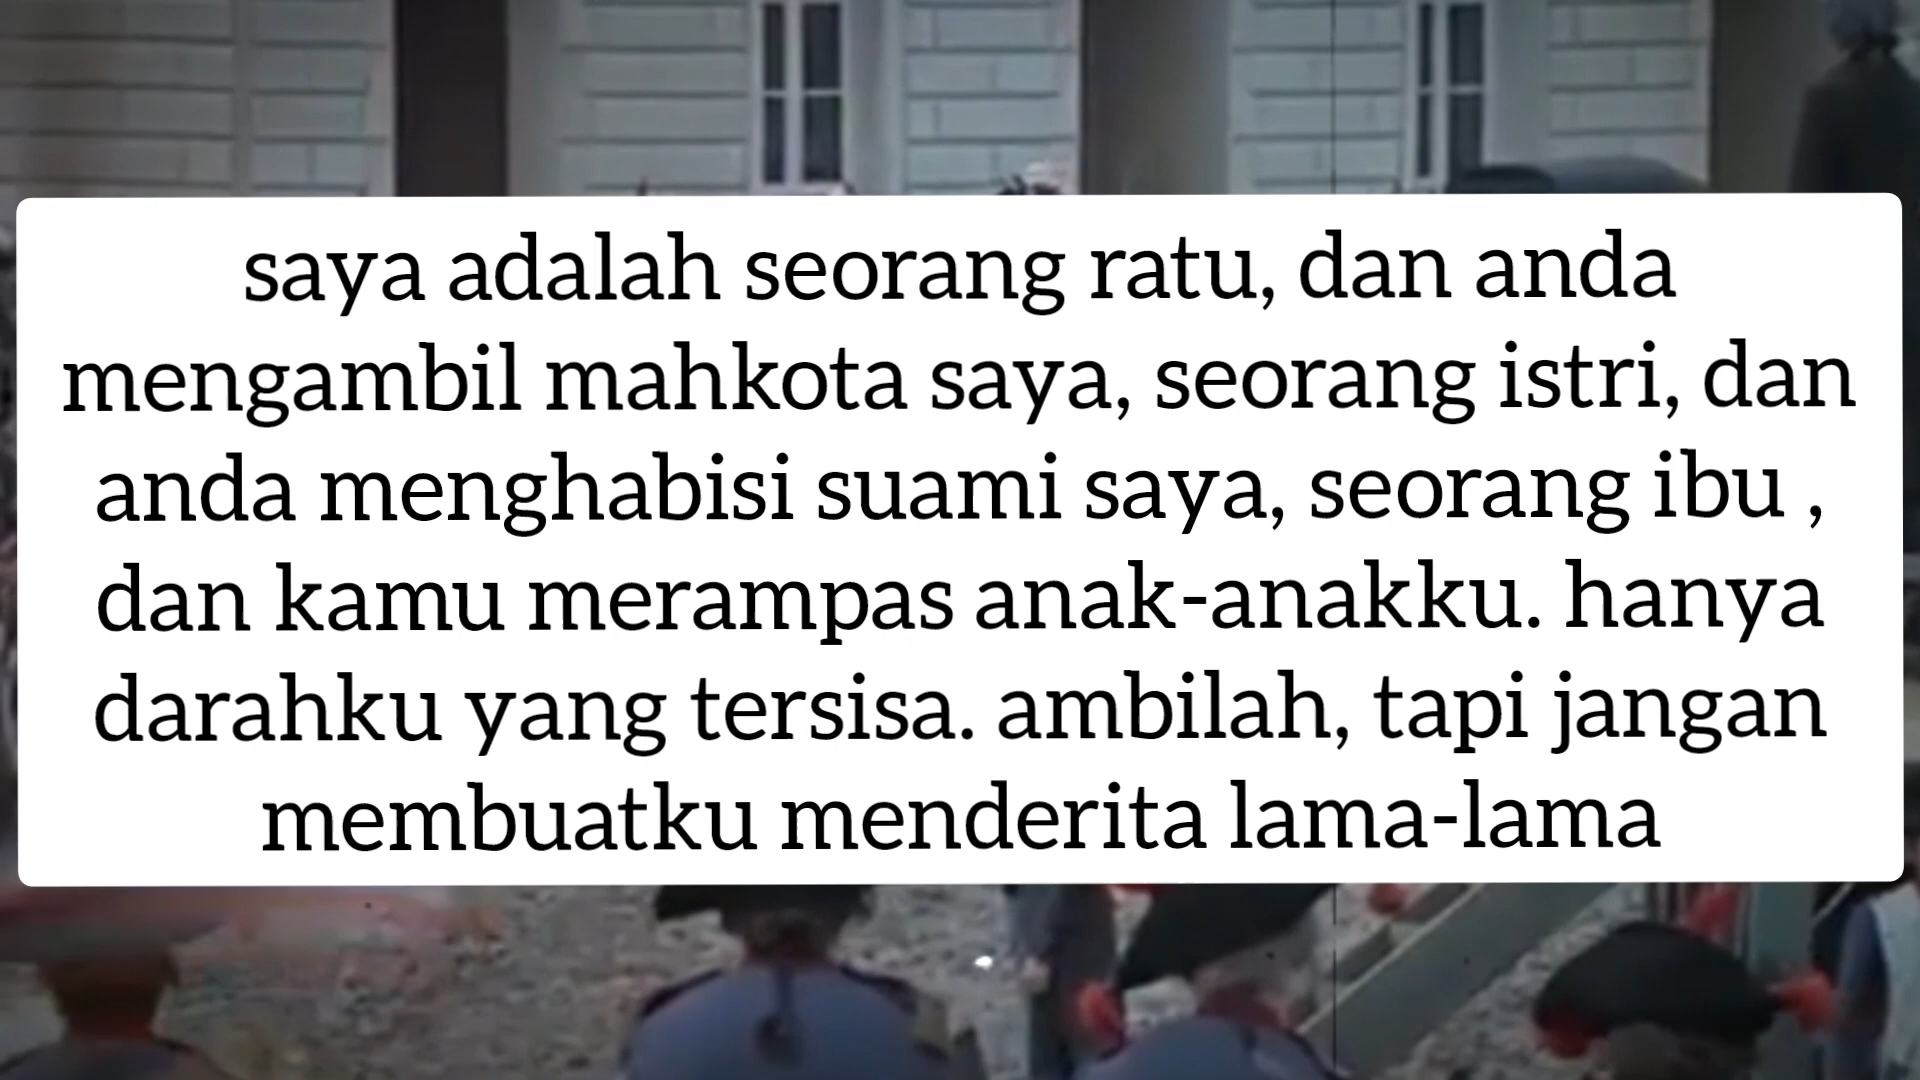 saya adalah seorang ratu, dan anda
mengambil mahkota saya, seorang istri, dan
anda menghabisi suami saya, seorang ibu ,
dan kamu merampas anak-anakku. hanya
darahku yang tersisa. ambilah, tapi jangan
membuatku menderita lama-lama